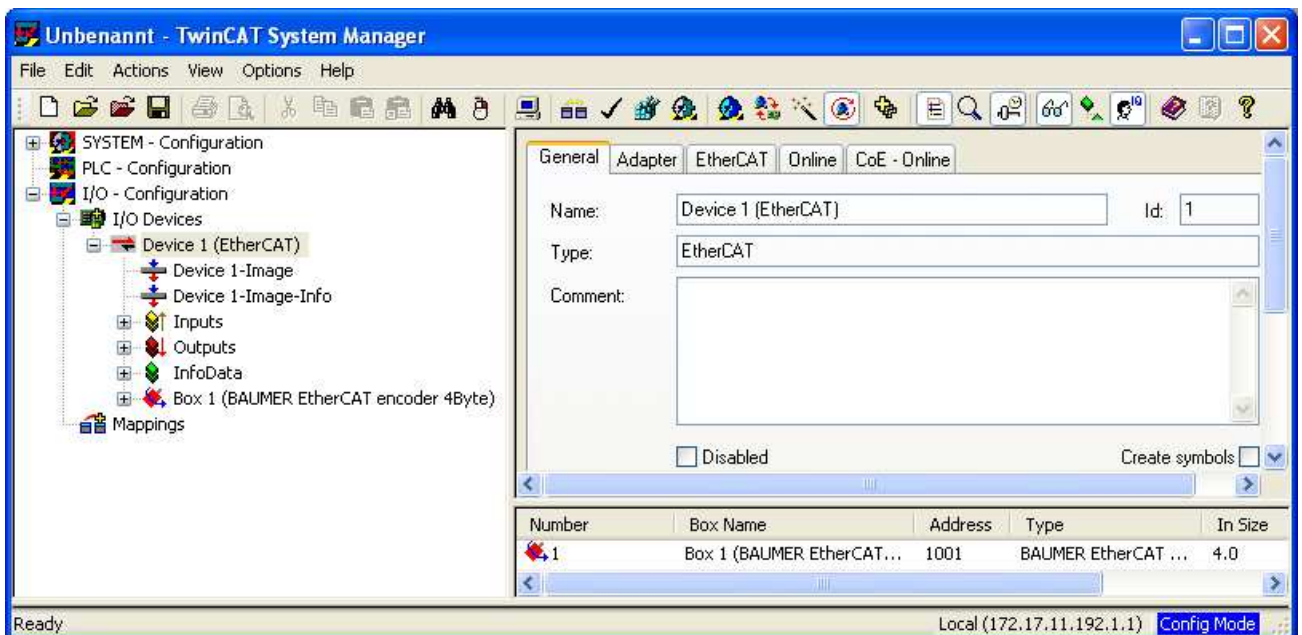 Unbenannt - TwinCAT System Manager
File Edit Actions View Options Help
SYSTEM - Configuration
PLC - Configuration
I/O - Configuration
I/O Devices
Device 1 (EtherCAT)
Device 1-Image
Device 1-Image-Info
Inputs
Outputs
InfoData
Box 1 (BAUMER EtherCAT encoder 4Byte)
Mappings
General Adapter EtherCAT Online CoE - Online
Name: Device 1 (EtherCAT) Id: 1
Type: EtherCAT
Comment:
Disabled Create symbols
Number Box Name Address Type In Size
1 Box 1 (BAUMER EtherCAT... 1001 BAUMER EtherCAT ... 4.0
Ready Local (172.17.11.192.1.1) Config Mode